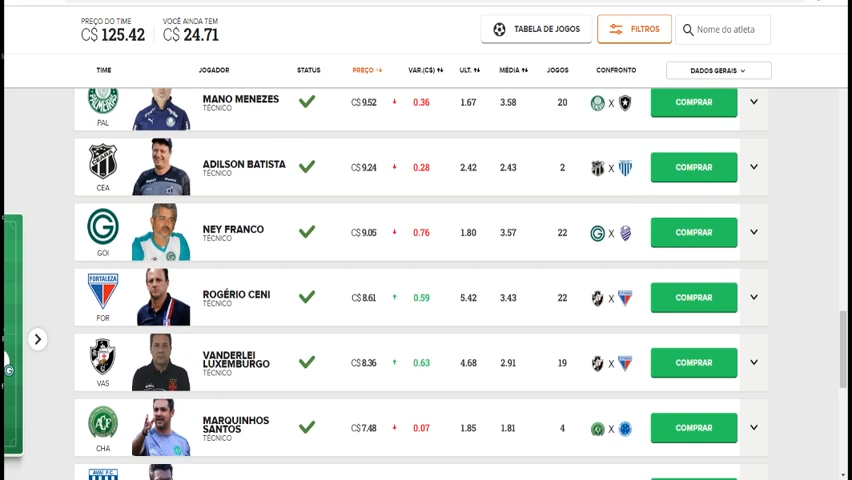 PREÇO DO TIME
C$ 125.42
VOCÊ AINDA TEM
C$ 24.71
TABELA DE JOGOS
FILTROS
Nome do atleta
TIME JOGADOR STATUS PREÇO VAR.(C$) ULT. MÉDIA JOGOS CONFRONTO DADOS GERAIS
PAL
MANO MENEZES
TÉCNICO
C$ 9.52 0.36 1.67 3.58 20 X COMPRAR
CEA
ADILSON BATISTA
TÉCNICO
C$ 9.24 0.28 2.42 2.43 2 X COMPRAR
GOI
NEY FRANCO
TÉCNICO
C$ 9.05 0.76 1.80 3.57 22 X COMPRAR
FORTALEZA
FOR
ROGÉRIO CENI
TÉCNICO
C$ 8.61 0.59 5.42 3.43 22 X COMPRAR
VAS
VANDERLEI
LUXEMBURGO
TÉCNICO
C$ 8.36 0.63 4.68 2.91 19 X COMPRAR
CHA
MARQUINHOS
SANTOS
TÉCNICO
C$ 7.48 0.07 1.85 1.81 4 X COMPRAR
AVAÍ F.C.